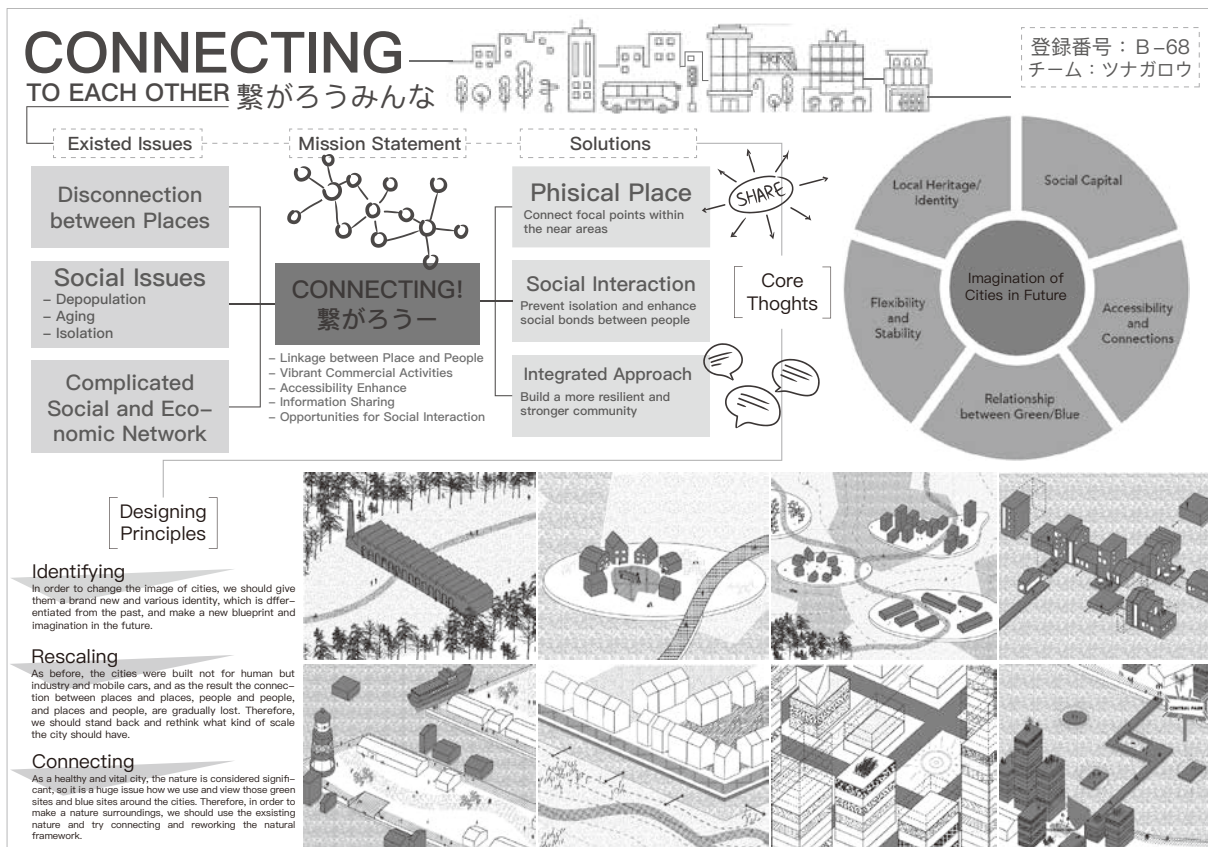 CONNECTING
TO EACH OTHER 繋がろうみんな
登録番号：B-68
チーム：ツナガロウ
Existed Issues
Mission Statement
Solutions
Disconnection
between Places
Social Issues
– Depopulation
– Aging
– Isolation
Complicated
Social and Eco-
nomic Network
CONNECTING!
繋がろうー
– Linkage between Place and People
– Vibrant Commercial Activities
– Accessibility Enhance
– Information Sharing
– Opportunities for Social Interaction
Phisical Place
Connect focal points within
the near areas
Social Interaction
Prevent isolation and enhance
social bonds between people
Integrated Approach
Build a more resilient and
stronger community
SHARE
Core
Thoghts
Local Heritage/
Identity
Social Capital
Flexibility
and
Stability
Imagination of
Cities in Future
Accessibility
and
Connections
Relationship
between Green/Blue
Designing
Principles
Identifying
In order to change the image of cities, we should give
them a brand new and various identity, which is dffer-
entiated from the past, and make a new blueprint and
imagination in the future.
Rescaling
As before, the cities were built not for human but
industry and mobile cars, and as the result the connec-
tion between places and places, people and people,
and places and people, are gradually lost. Therefore,
we should stand back and rethink what kind of scale
the city should have.
Connecting
As a healthy and vital city, the nature is considered signifi-
cant, so it is a huge issue how we use and view those green
sites and blue sites around the cities. Therefore, in order to
make a nature surroundings, we should use the exsisting
nature and try connecting and reworking the natural
framework.
CENTRAL PARK